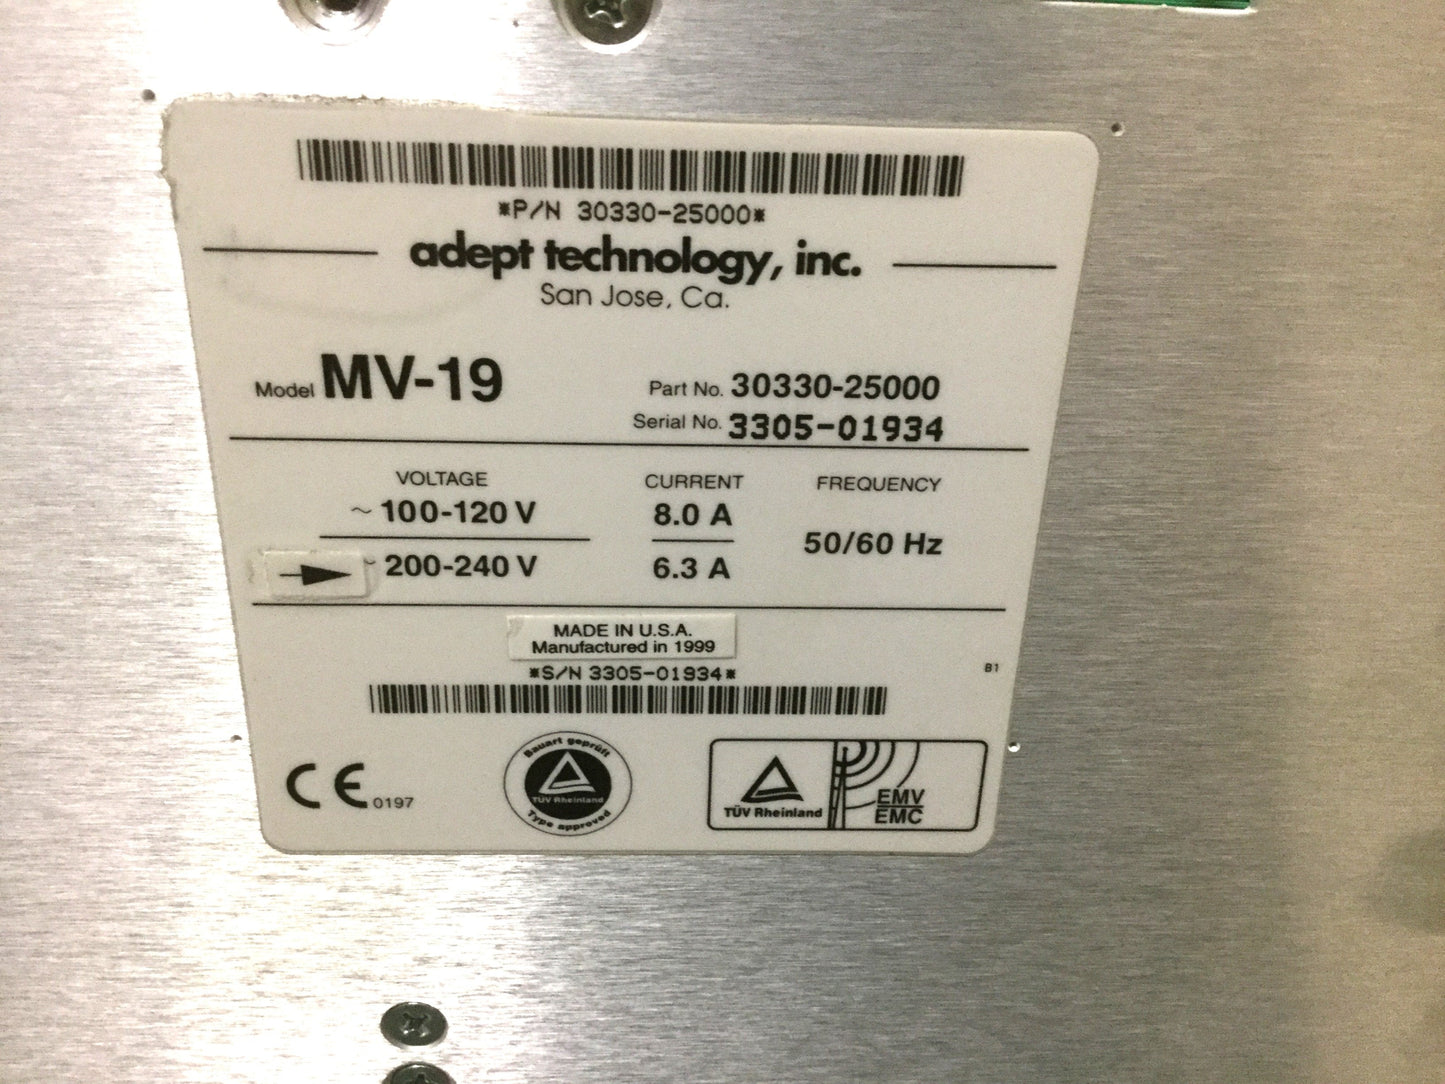 *P/N 30330-25000*
adept technology, inc.
San Jose, Ca.
Model MV-19
Part No. 30330-25000
Serial No. 3305-01934
VOLTAGE CURRENT FREQUENCY
~ 100-120 V 8.0 A
50/60 Hz
~ 200-240 V 6.3 A
MADE IN U.S.A.
Manufactured in 1999
*S/N 3305-01934*
B1
CE 0197
Bauart geprüft
TÜV Rheinland
Type approved
TÜV Rheinland
EMV
EMC